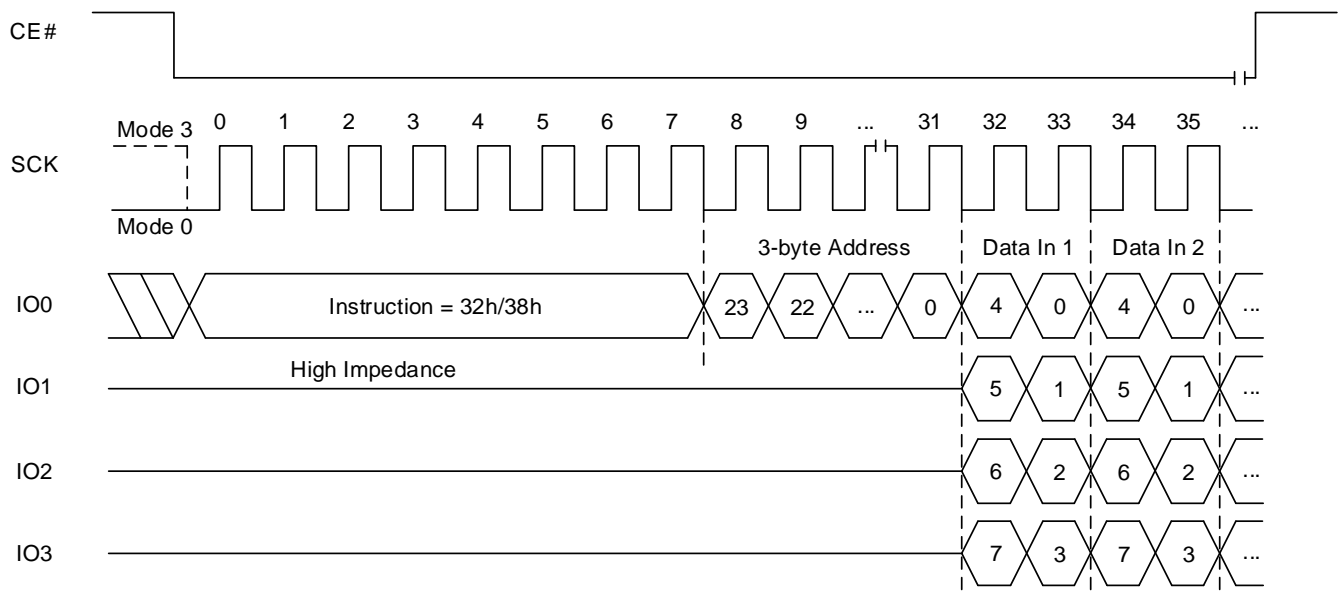 CE#
Mode 3 0 1 2 3 4 5 6 7 8 9 ... 31 32 33 34 35 ...
SCK
Mode 0
3-byte Address Data In 1 Data In 2
IO0 Instruction = 32h/38h 23 22 ... 0 4 0 4 0 ...
High Impedance
IO1 5 1 5 1 ...
IO2 6 2 6 2 ...
IO3 7 3 7 3 ...